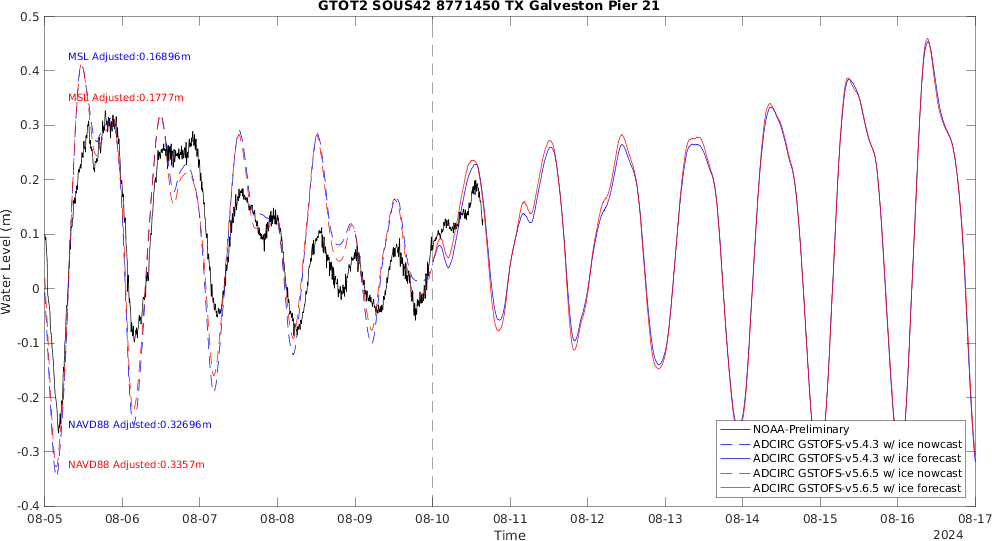 GTOT2 SOUS42 8771450 TX Galveston Pier 21
0.5
0.4
0.3
0.2
0.1
0
-0.1
-0.2
-0.3
-0.4
Water Level (m)
MSL Adjusted:0.16896m
MSL Adjusted:0.1777m
NAVD88 Adjusted:0.32696m
NAVD88 Adjusted:0.3357m
NOAA-Preliminary
ADCIRC GSTOFS-v5.4.3 w/ ice nowcast
ADCIRC GSTOFS-v5.4.3 w/ ice forecast
ADCIRC GSTOFS-v5.6.5 w/ ice nowcast
ADCIRC GSTOFS-v5.6.5 w/ ice forecast
08-05 08-06 08-07 08-08 08-09 08-10 08-11 08-12 08-13 08-14 08-15 08-16 08-17
Time
2024